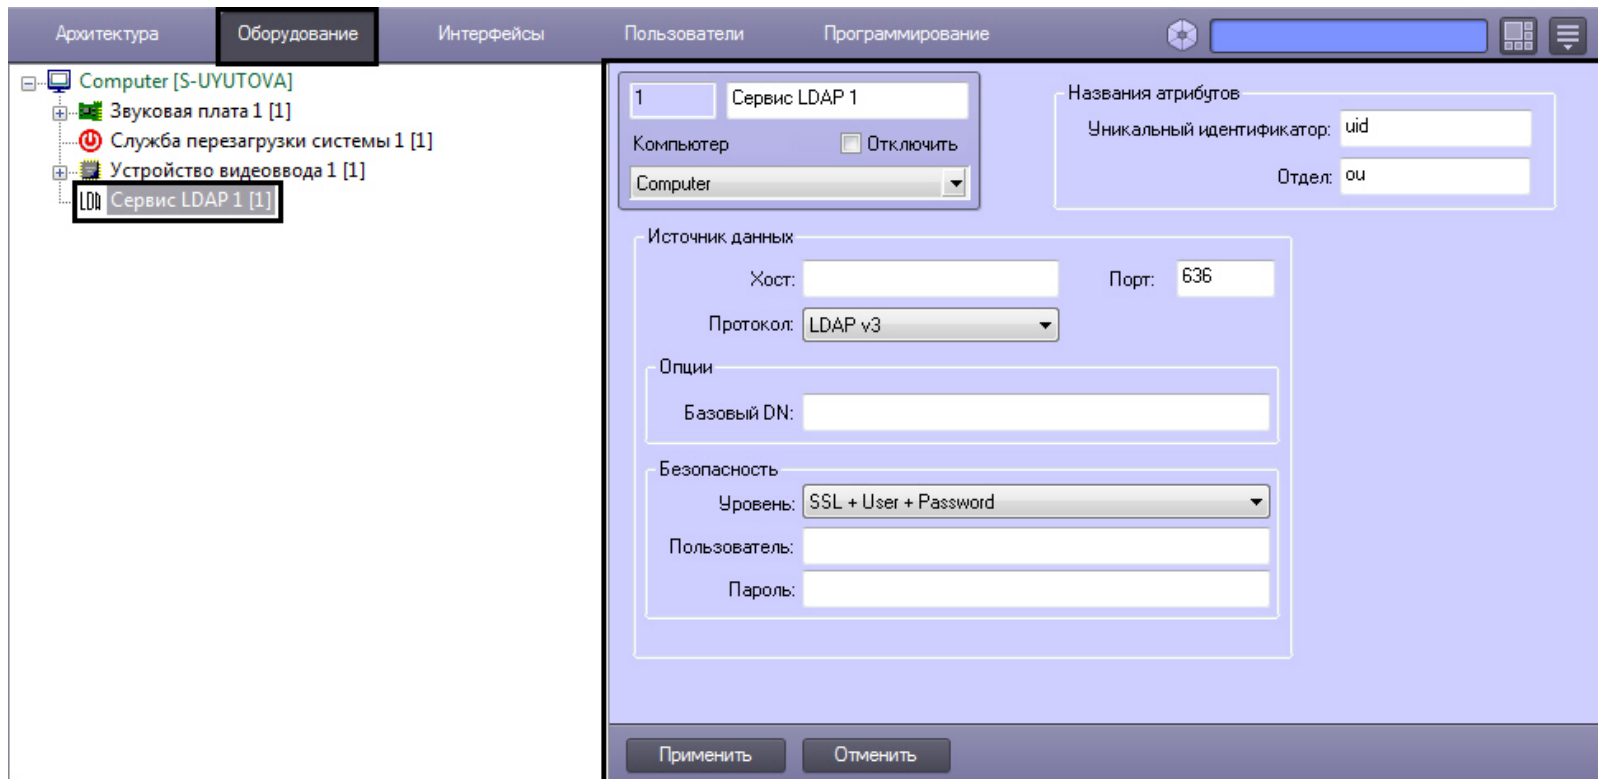 Архитектура Оборудование Интерфейсы Пользователи Программирование
Computer [S-UYUTOVA]
Звуковая плата 1 [1]
Служба перезагрузки системы 1 [1]
Устройство видеоввода 1 [1]
Сервис LDAP 1 [1]
1 Сервис LDAP 1
Компьютер Отключить
Computer
Названия атрибутов
Уникальный идентификатор: uid
Отдел: ou
Источник данных
Хост: Порт: 636
Протокол: LDAP v3
Опции
Базовый DN:
Безопасность
Уровень: SSL + User + Password
Пользователь:
Пароль:
Применить Отменить